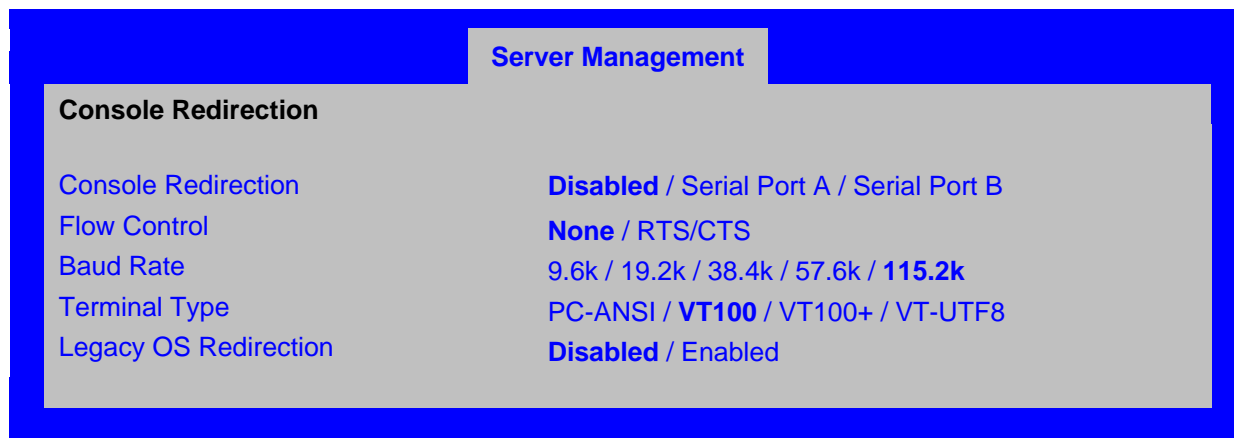 Server Management
Console Redirection
Console Redirection Disabled / Serial Port A / Serial Port B
Flow Control None / RTS/CTS
Baud Rate 9.6k / 19.2k / 38.4k / 57.6k / 115.2k
Terminal Type PC-ANSI / VT100 / VT100+ / VT-UTF8
Legacy OS Redirection Disabled / Enabled